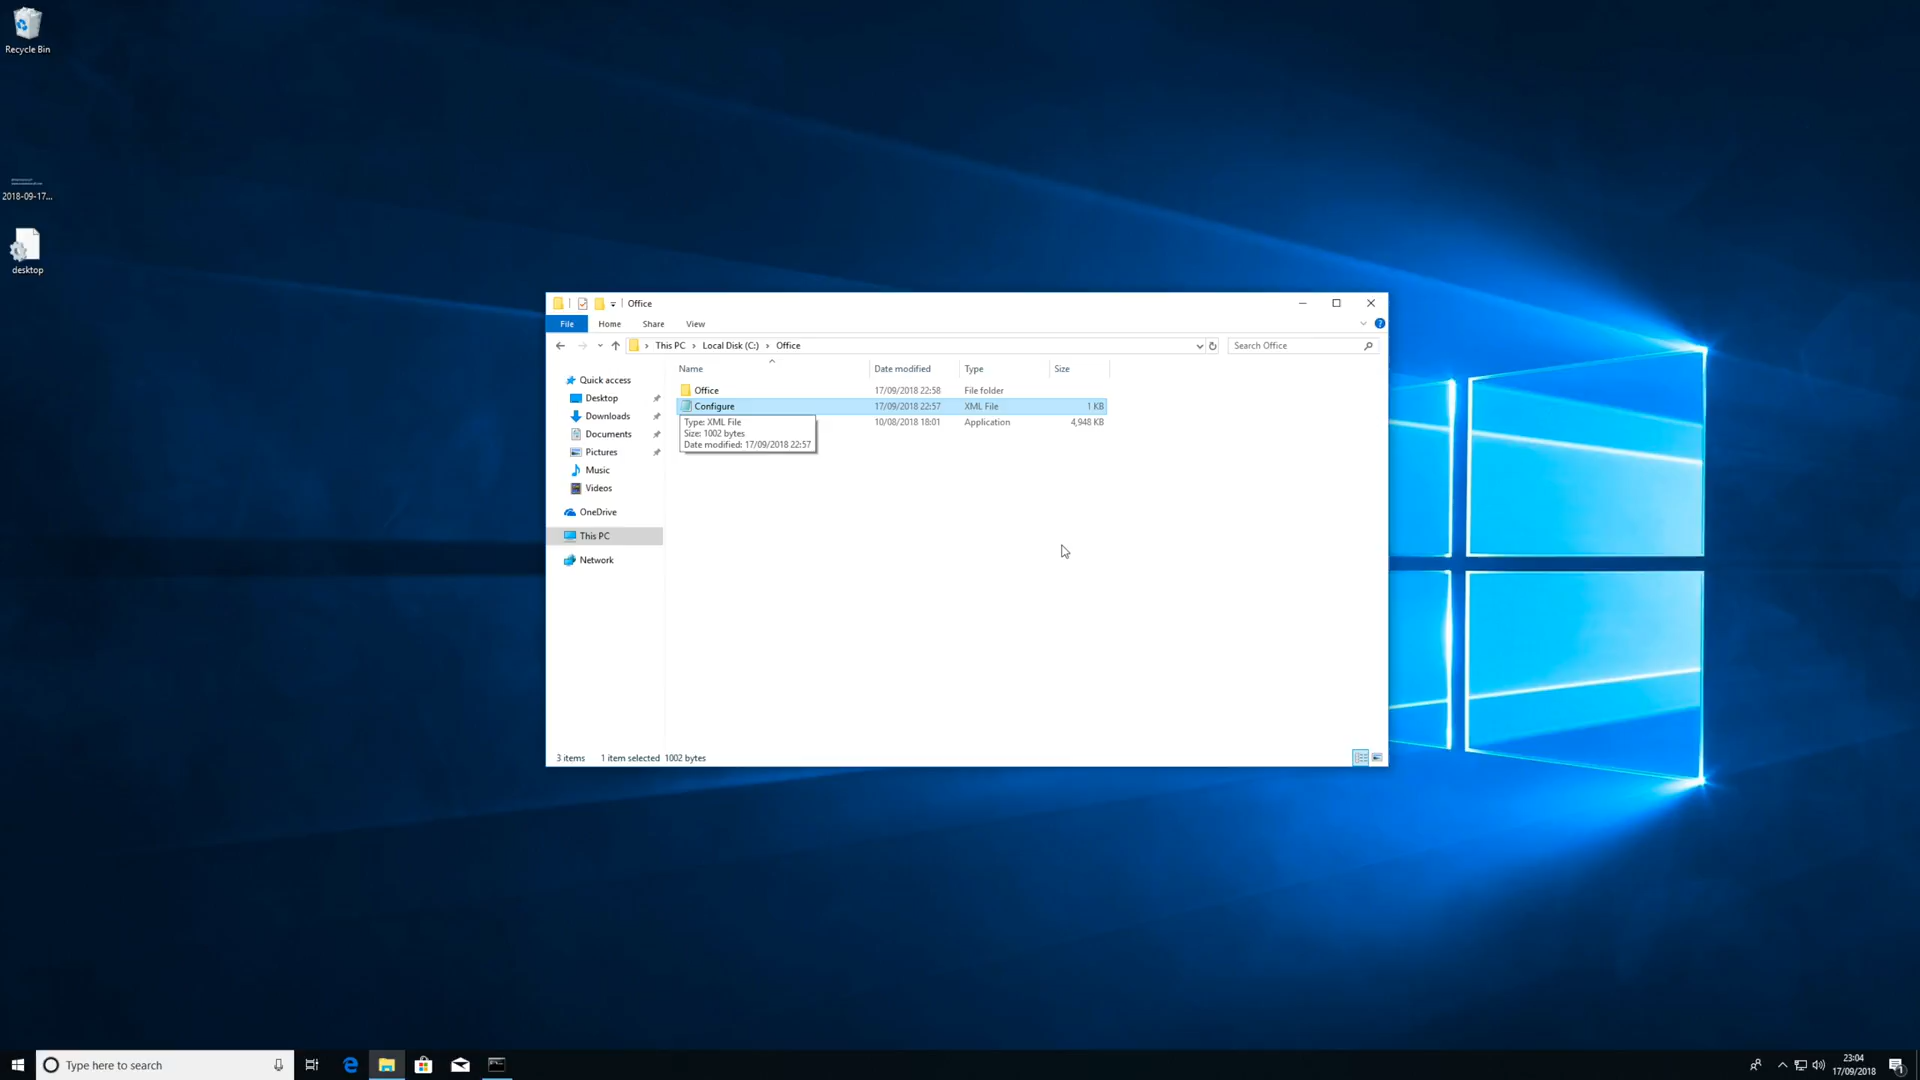 Recycle Bin
2018-09-17...
desktop
Office
File
Home
Share
View
This PC
Local Disk (C:)
Office
Search Office
Name
Date modified
Type
Size
Quick access
Desktop
Downloads
Documents
Pictures
Music
Videos
OneDrive
This PC
Network
Office
17/09/2018 22:58
File folder
Configure
17/09/2018 22:57
XML File
1 KB
10/08/2018 18:01
Application
4,948 KB
Type: XML File
Size: 1002 bytes
Date modified: 17/09/2018 22:57
3 items
1 item selected 1002 bytes
Type here to search
23:04
17/09/2018
1